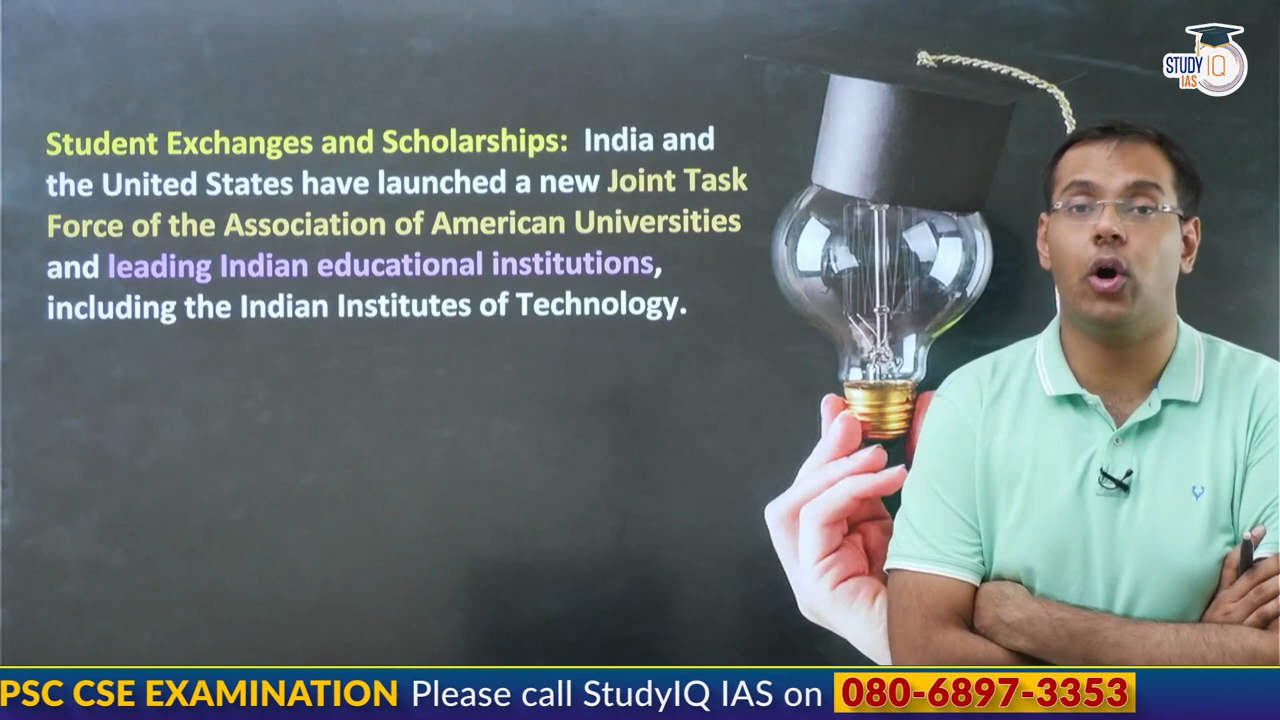 STUDY IQ
IAS
Student Exchanges and Scholarships: India and
the United States have launched a new Joint Task
Force of the Association of American Universities
and leading Indian educational institutions,
including the Indian Institutes of Technology.
PSC CSE EXAMINATION Please call StudyIQ IAS on 080-6897-3353